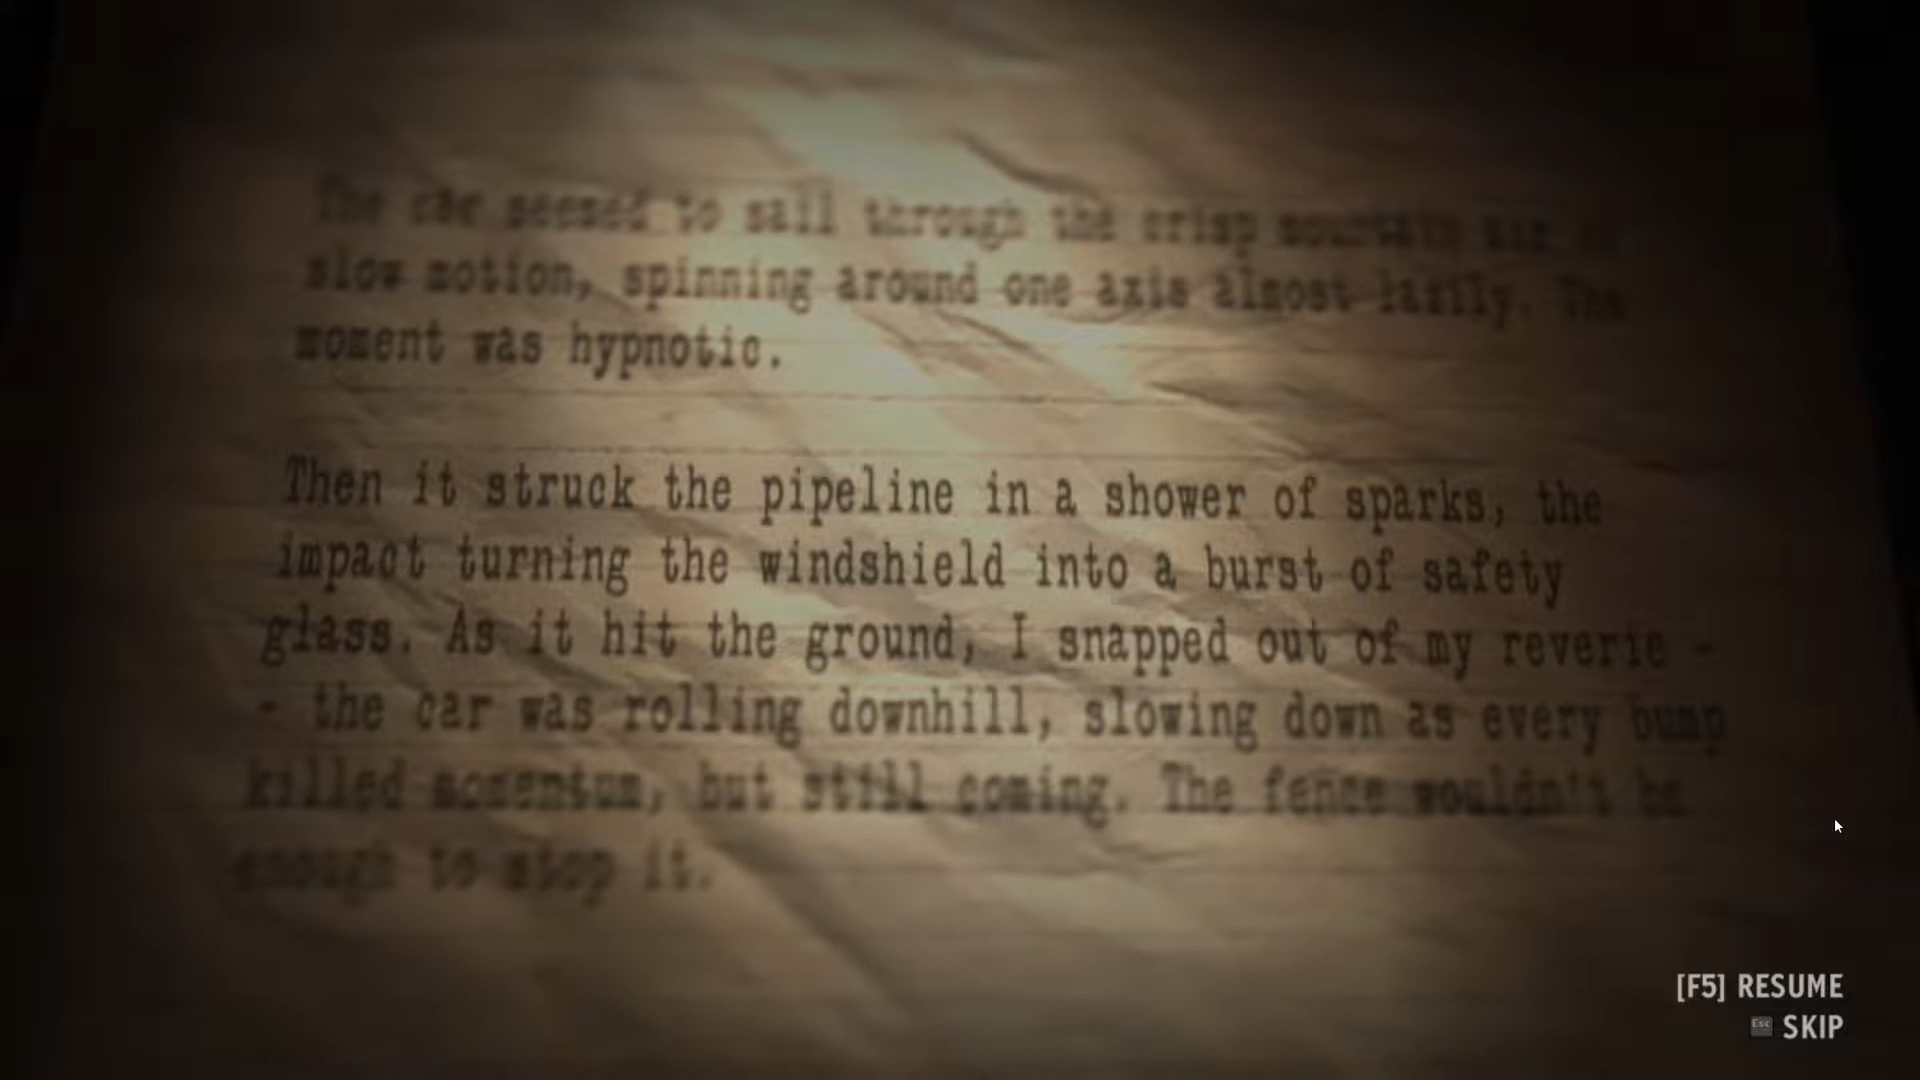 The car seemed to sail through the crisp mountain air
slow motion, spinning around one axis almost lazily. The
moment was hypnotic.
Then it struck the pipeline in a shower of sparks, the
impact turning the windshield into a burst of safety
glass. As it hit the ground, I snapped out of my reverie -
- the car was rolling downhill, slowing down as every bump
killed momentum, but still coming. The fence wouldn't be
enough to stop it.
[F5] RESUME
Esc SKIP